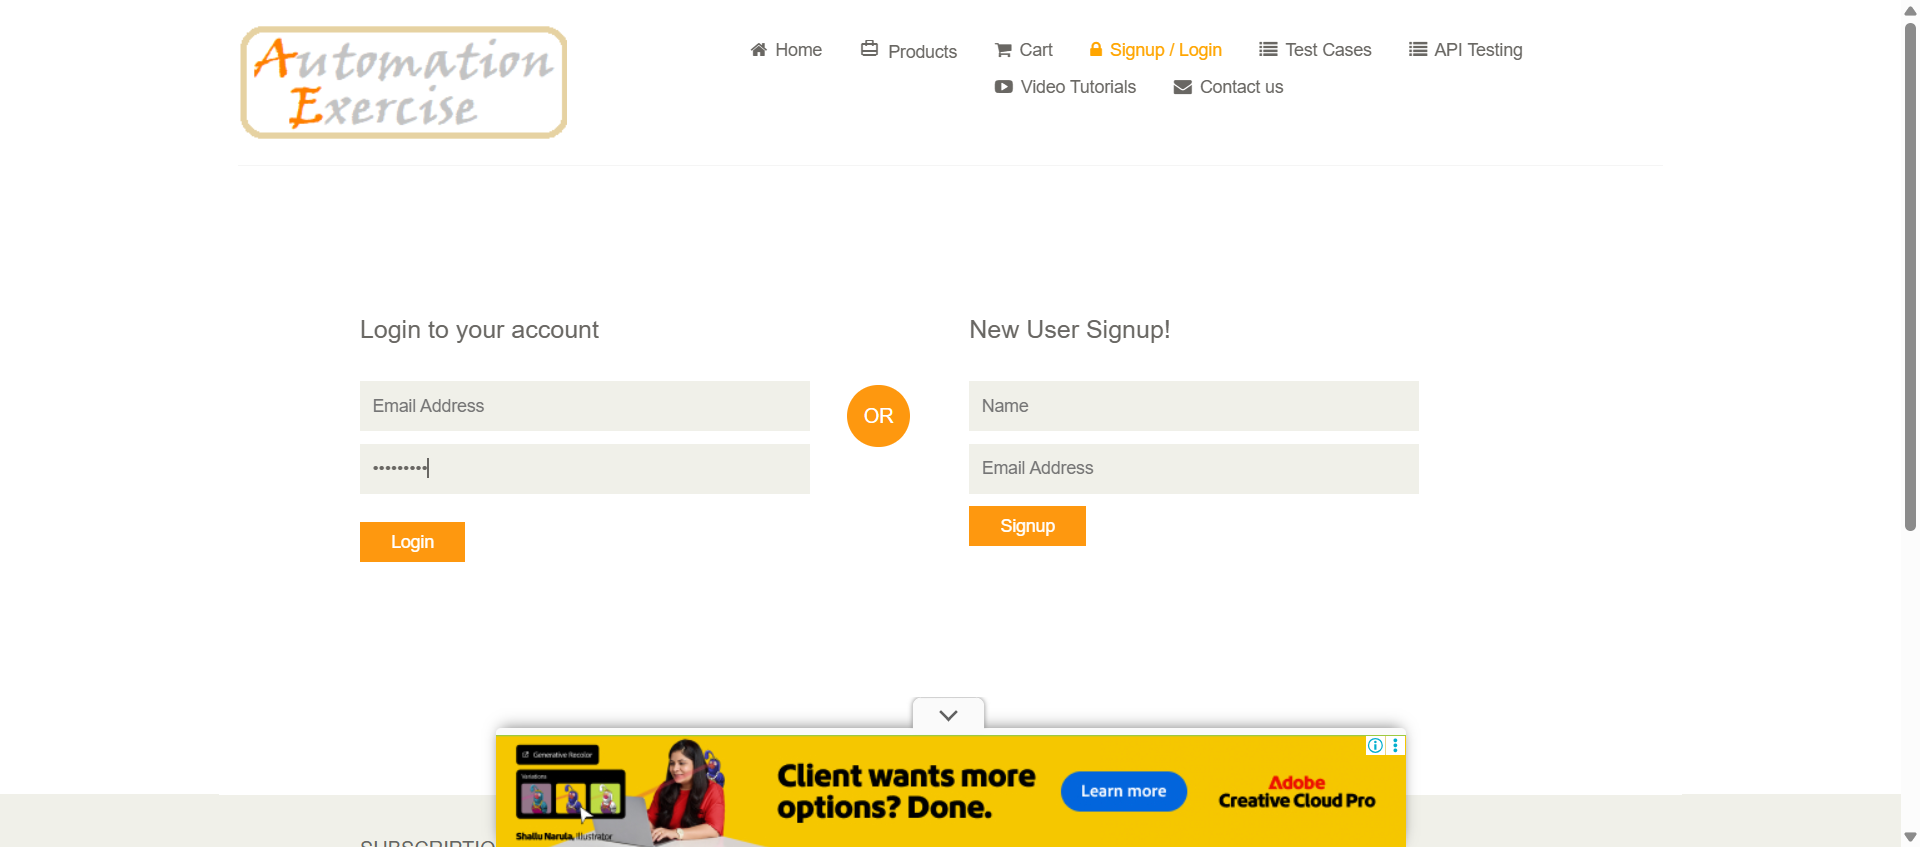 Automation
Exercise
Home
Products
Cart
Signup / Login
Test Cases
API Testing
Video Tutorials
Contact us
Login to your account
New User Signup!
Email Address
OR
Name
•••••••••
Email Address
Login
Signup
Generative Recolor
Variations
Client wants more
options? Done.
Learn more
Adobe
Creative Cloud Pro
Shallu Narula, Illustrator